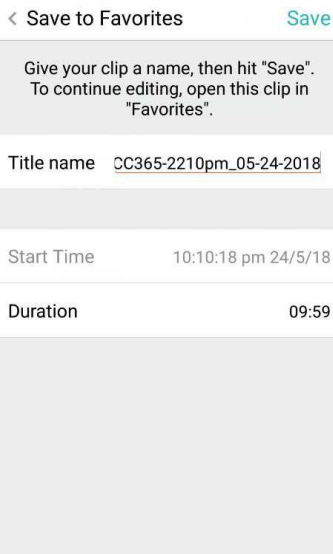 < Save to Favorites Save
Give your clip a name, then hit "Save".
To continue editing, open this clip in
"Favorites".
Title name CC365-2210pm_05-24-2018
Start Time 10:10:18 pm 24/5/18
Duration 09:59